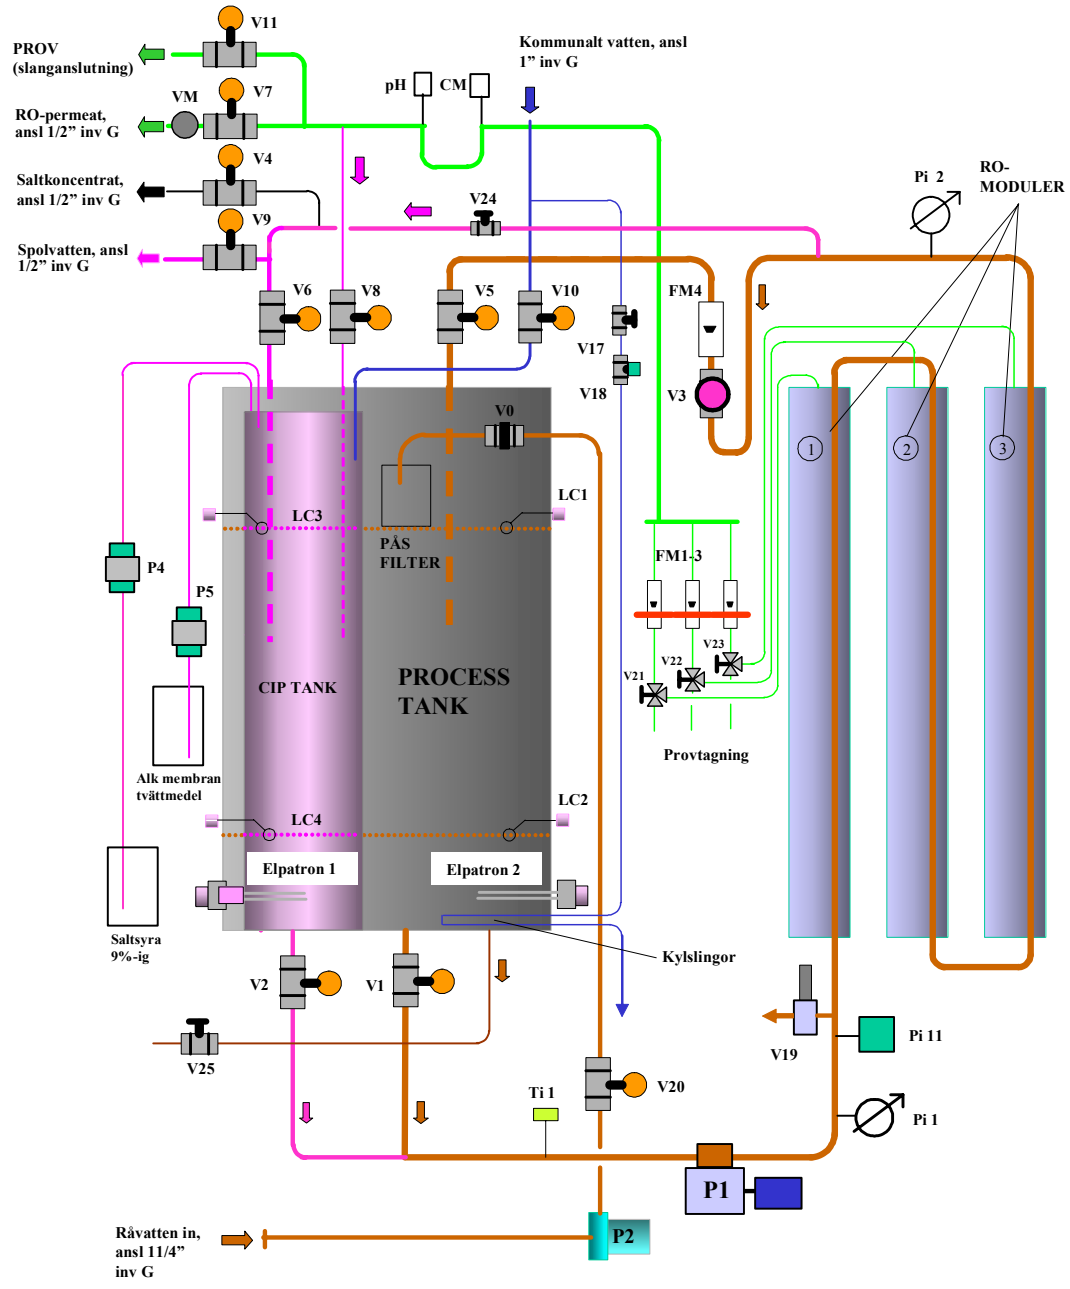 V11
PROV
(slanganslutning)
Kommunalt vatten, ansl
1” inv G
pH
CM
VM
V7
RO-permeat,
ansl 1/2” inv G
V4
Saltkoncentrat,
ansl 1/2” inv G
V9
Spolvatten, ansl
1/2” inv G
V24
Pi 2
RO-
MODULER
V6
V8
V5
V10
FM4
V17
V18
V3
V0
1
2
3
LC3
LC1
PÅS
FILTER
FM1-3
P4
P5
V21
V22
V23
CIP TANK
PROCESS
TANK
Provtagning
Alk membran
tvättmedel
LC4
LC2
Elpatron 1
Elpatron 2
Saltsyra
9%-ig
Kylslingor
V2
V1
V25
V19
Pi 11
V20
Ti 1
Pi 1
P1
P2
Råvatten in,
ansl 11/4”
inv G